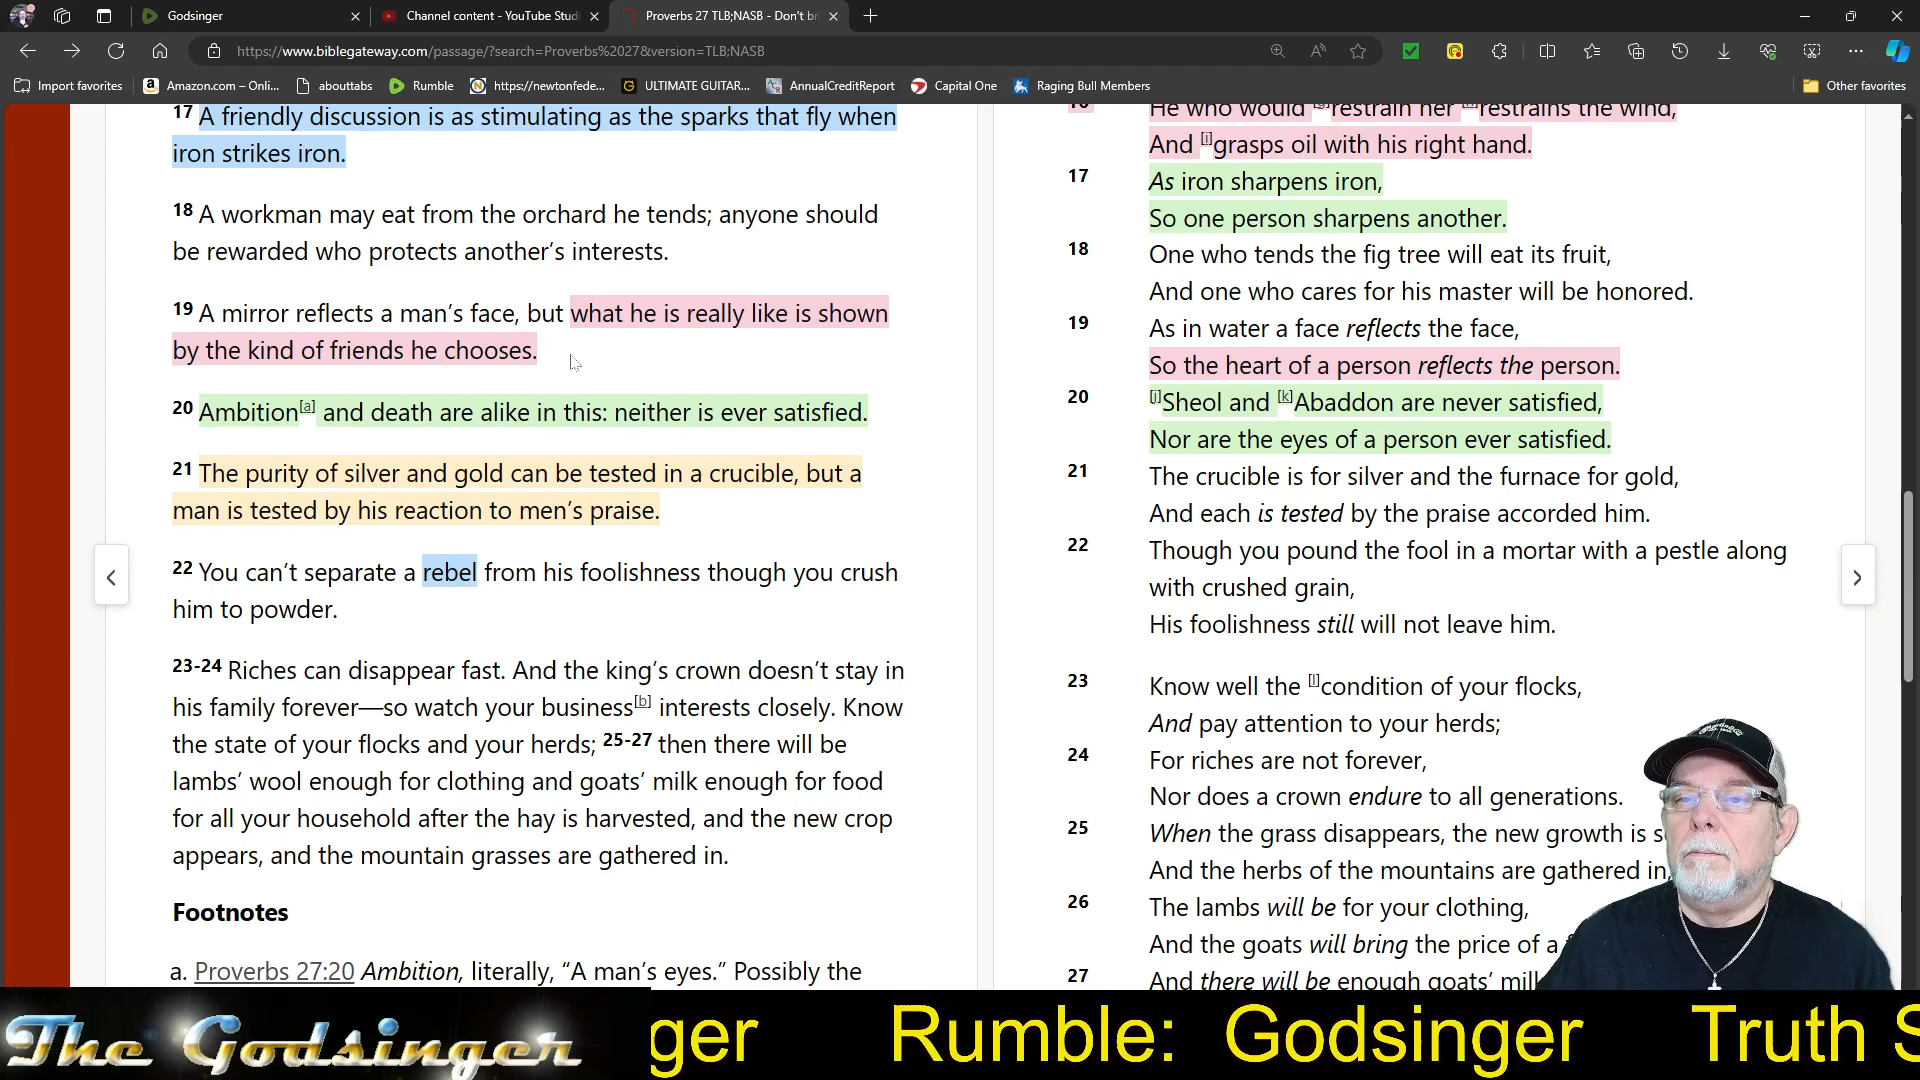 Godsinger
Channel content - YouTube Studi
Proverbs 27 TLB;NASB - Don't br
https://www.biblegateway.com/passage/?search=Proverbs%2027&version=TLB;NASB
Import favorites
Amazon.com – Onli...
abouttabs
Rumble
https://newtonfede...
ULTIMATE GUITAR...
AnnualCreditReport
Capital One
Raging Bull Members
Other favorites
17 A friendly discussion is as stimulating as the sparks that fly when
iron strikes iron.
18 A workman may eat from the orchard he tends; anyone should
be rewarded who protects another's interests.
19 A mirror reflects a man's face, but what he is really like is shown
by the kind of friends he chooses.
20 Ambition[a] and death are alike in this: neither is ever satisfied.
21 The purity of silver and gold can be tested in a crucible, but a
man is tested by his reaction to men's praise.
22 You can't separate a rebel from his foolishness though you crush
him to powder.
23-24 Riches can disappear fast. And the king's crown doesn't stay in
his family forever—so watch your business[b] interests closely. Know
the state of your flocks and your herds; 25-27 then there will be
lambs' wool enough for clothing and goats' milk enough for food
for all your household after the hay is harvested, and the new crop
appears, and the mountain grasses are gathered in.
Footnotes
a. Proverbs 27:20 Ambition, literally, "A man's eyes." Possibly the
16 He who would [g]restrain her [h]restrains the wind,
And [i]grasps oil with his right hand.
17 As iron sharpens iron,
So one person sharpens another.
18 One who tends the fig tree will eat its fruit,
And one who cares for his master will be honored.
19 As in water a face reflects the face,
So the heart of a person reflects the person.
20 [j]Sheol and [k]Abaddon are never satisfied,
Nor are the eyes of a person ever satisfied.
21 The crucible is for silver and the furnace for gold,
And each is tested by the praise accorded him.
22 Though you pound the fool in a mortar with a pestle along
with crushed grain,
His foolishness still will not leave him.
23 Know well the [l]condition of your flocks,
And pay attention to your herds;
24 For riches are not forever,
Nor does a crown endure to all generations.
25 When the grass disappears, the new growth is s
And the herbs of the mountains are gathered in,
26 The lambs will be for your clothing,
And the goats will bring the price of a
27 And there will be enough goats' milk
The Godsinger
ger Rumble: Godsinger Truth S